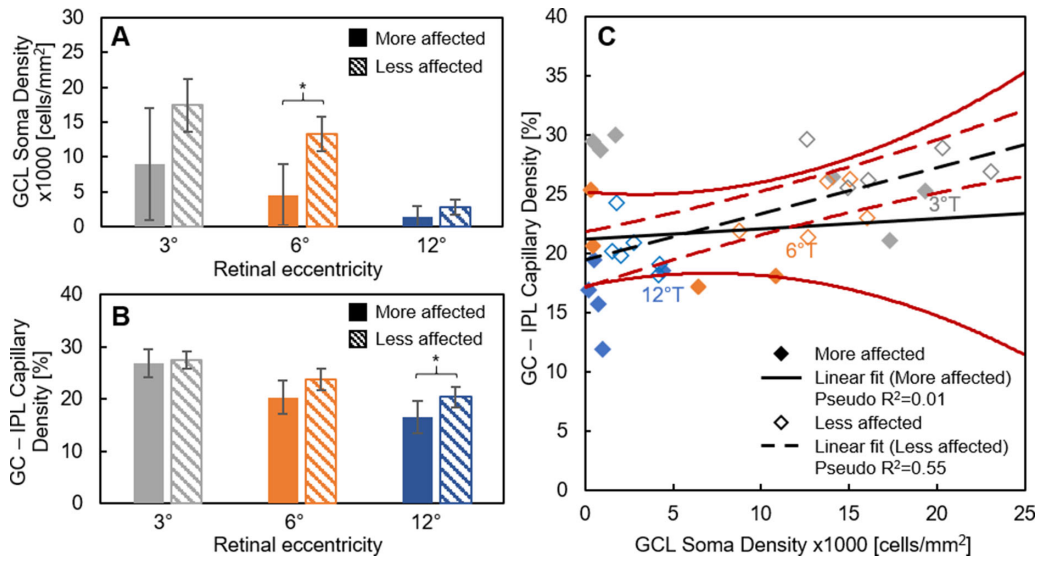 A
GCL Soma Density
x1000 [cells/mm²]
30
25
20
15
10
5
0
More affected
Less affected
*
3°
6°
12°
Retinal eccentricity
B
GC – IPL Capillary
Density [%]
40
30
20
10
0
More affected
Less affected
*
3°
6°
12°
Retinal eccentricity
C
GC – IPL Capillary Density [%]
40
35
30
25
20
15
10
5
0
3°T
6°T
12°T
More affected
Linear fit (More affected)
Pseudo R²=0.01
Less affected
Linear fit (Less affected)
Pseudo R²=0.55
0
5
10
15
20
25
GCL Soma Density x1000 [cells/mm²]